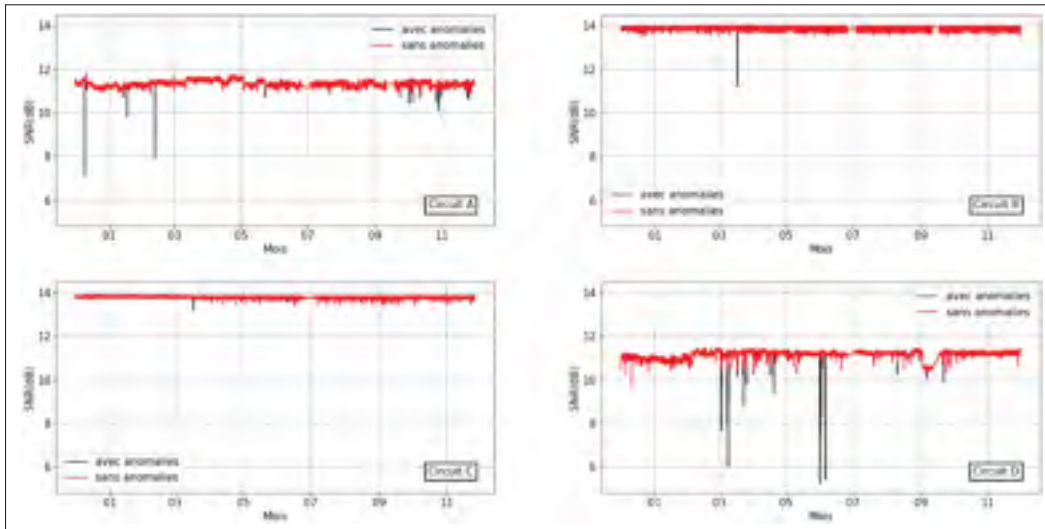 14
12
10
8
6
SNR(dB)
avec anomalies
sans anomalies
Circuit A
01 03 05 07 09 11
Mois
14
12
10
8
6
SNR(dB)
avec anomalies
sans anomalies
Circuit B
01 03 05 07 09 11
Mois
14
12
10
8
6
SNR(dB)
avec anomalies
sans anomalies
Circuit C
01 03 05 07 09 11
Mois
14
12
10
8
6
SNR(dB)
avec anomalies
sans anomalies
Circuit D
01 03 05 07 09 11
Mois